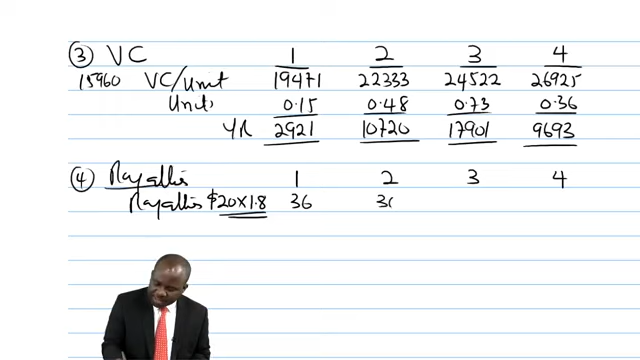 ③ VC 1 2 3 4
15960 VC/Unit 19471 22333 24522 26925
Units 0.15 0.48 0.73 0.36
YR 2921 10720 17901 9693
④ Royalties 1 2 3 4
Royalties $20×1.8 36 30